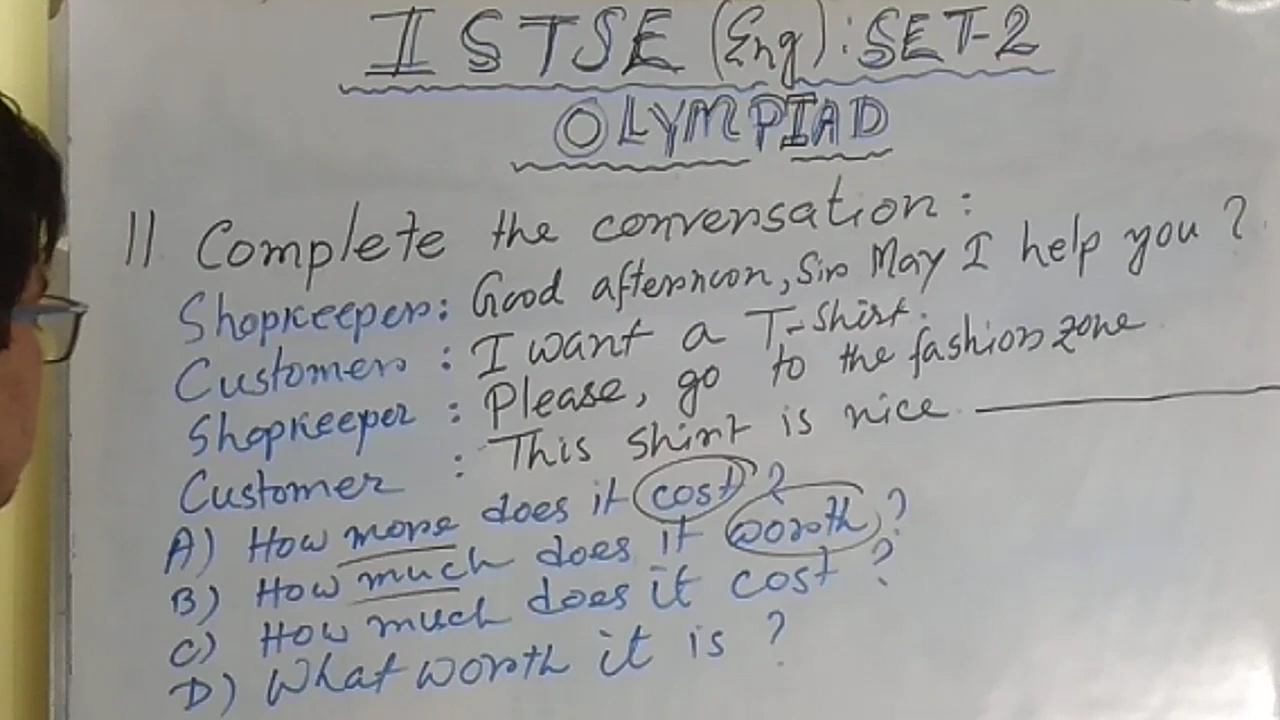 ISTSE (Eng): SET-2
OLYMPIAD
11 Complete the conversation:
Shopkeeper: Good afternoon, Sir May I help you?
Customer : I want a T-Shirt.
Shopkeeper : Please, go to the fashion zone
Customer : This shirt is nice
A) How more does it cost?
B) How much does it worth?
C) How much does it cost?
D) What worth it is?